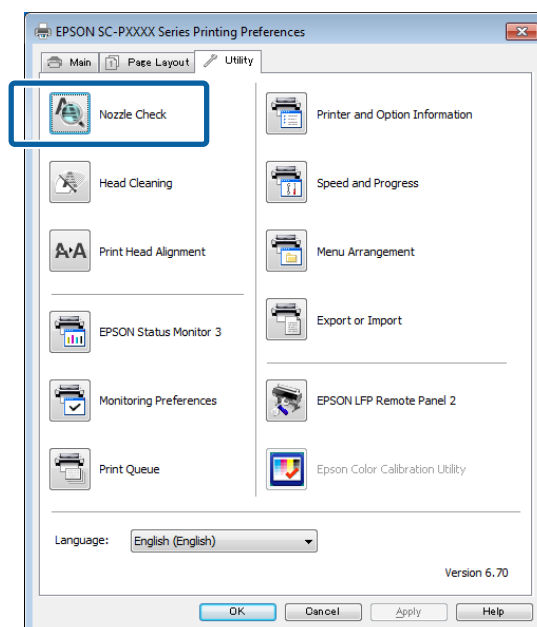 EPSON SC-PXXXX Series Printing Preferences
Main
Page Layout
Utility
Nozzle Check
Printer and Option Information
Head Cleaning
Speed and Progress
A
A
Print Head Alignment
Menu Arrangement
EPSON Status Monitor 3
Export or Import
Monitoring Preferences
EPSON LFP Remote Panel 2
Print Queue
Epson Color Calibration Utility
Language:
English (English)
Version 6.70
OK
Cancel
Apply
Help